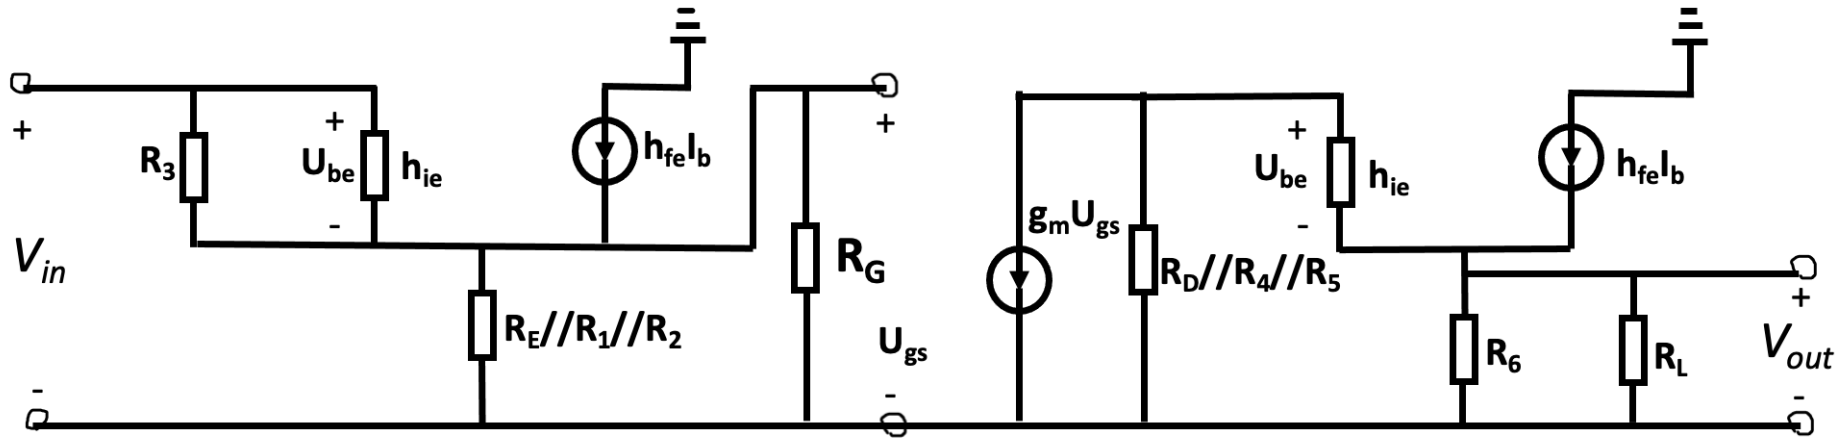 +
R3
+
Ube
-
hie
hfeIb
+
Vin
RG
RE//R1//R2
Ugs
-
-
gmUgs
RD//R4//R5
+
Ube
-
hie
hfeIb
R6
RL
+
Vout
-